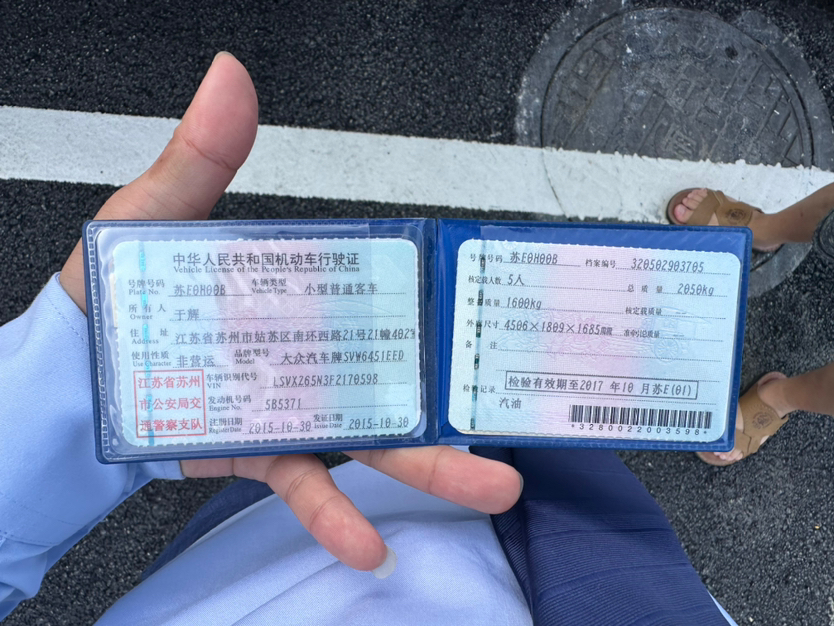 中华人民共和国机动车行驶证
Vehicle License of the People's Republic of China
号牌号码 苏E0H00B 车辆类型 小型普通客车
Plate No. Vehicle Type
所有人 于辉
Owner
住址 江苏省苏州市姑苏区南环西路21号21幢402室
Address
使用性质 非营运 品牌型号 大众汽车牌SVW6451EED
Use Character Model
江苏省苏州
市公安局交
通警察支队
车辆识别代号 LSVX265N3F2170598
VIN
发动机号码 5B5371
Engine No.
注册日期 2015-10-30 发证日期 2015-10-30
Register Date Issue Date
号牌号码 苏E0H00B 档案编号 320502903705
核定载人数 5人 总质量 2050kg
整备质量 1600kg 核定载质量 --
外廓尺寸 4506×1809×1685mm 准牵引总质量 --
备注
检验记录 检验有效期至2017年10月苏E(01)
汽油
*3280022003598*